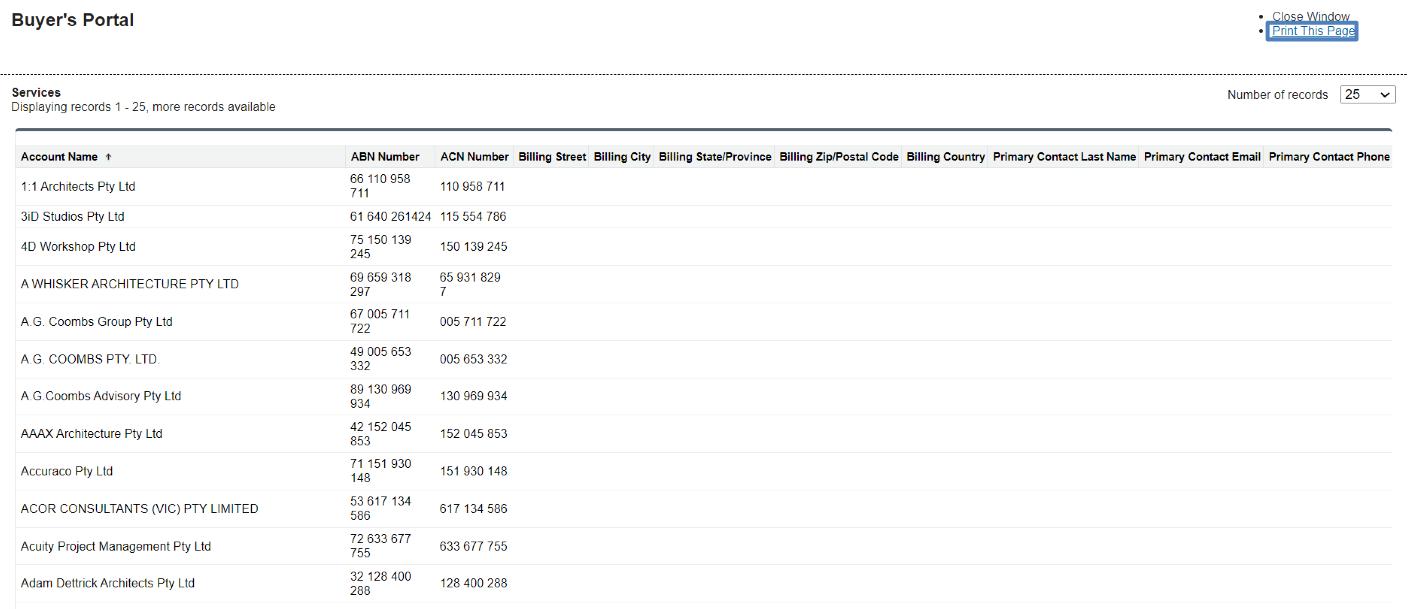 Buyer's Portal
Close Window
Print This Page
Services
Displaying records 1 - 25, more records available
Number of records 25
Account Name ↑ ABN Number ACN Number Billing Street Billing City Billing State/Province Billing Zip/Postal Code Billing Country Primary Contact Last Name Primary Contact Email Primary Contact Phone
1:1 Architects Pty Ltd 66 110 958 110 958 711
711
3iD Studios Pty Ltd 61 640 261424 115 554 786
4D Workshop Pty Ltd 75 150 139 150 139 245
245
A WHISKER ARCHITECTURE PTY LTD 69 659 318 65 931 829
297 7
A.G. Coombs Group Pty Ltd 67 005 711 005 711 722
722
A.G. COOMBS PTY. LTD. 49 005 653 005 653 332
332
A.G.Coombs Advisory Pty Ltd 89 130 969 130 969 934
934
AAAX Architecture Pty Ltd 42 152 045 152 045 853
853
Accuraco Pty Ltd 71 151 930 151 930 148
148
ACOR CONSULTANTS (VIC) PTY LIMITED 53 617 134 617 134 586
586
Acuity Project Management Pty Ltd 72 633 677 633 677 755
755
Adam Dettrick Architects Pty Ltd 32 128 400 128 400 288
288